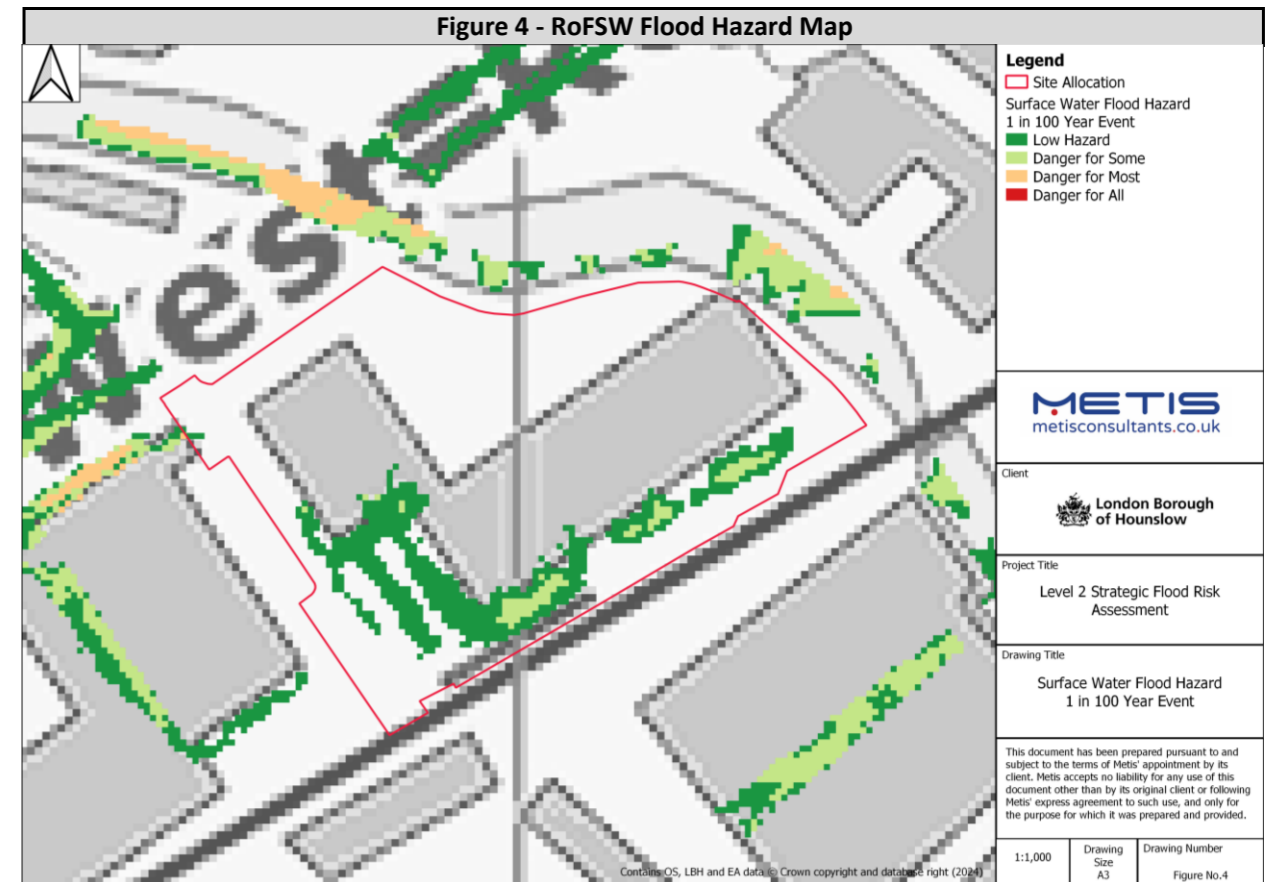 Figure 4 - RoFSW Flood Hazard Map
Legend
Site Allocation
Surface Water Flood Hazard
1 in 100 Year Event
Low Hazard
Danger for Some
Danger for Most
Danger for All
METIS
metisconsultants.co.uk
Client
London Borough
of Hounslow
Project Title
Level 2 Strategic Flood Risk
Assessment
Drawing Title
Surface Water Flood Hazard
1 in 100 Year Event
This document has been prepared pursuant to and
subject to the terms of Metis' appointment by its
client. Metis accepts no liability for any use of this
document other than by its original client or following
Metis' express agreement to such use, and only for
the purpose for which it was prepared and provided.
1:1,000
Drawing
Size
A3
Drawing Number
Figure No.4
Contains OS, LBH and EA data © Crown copyright and database right (2024)